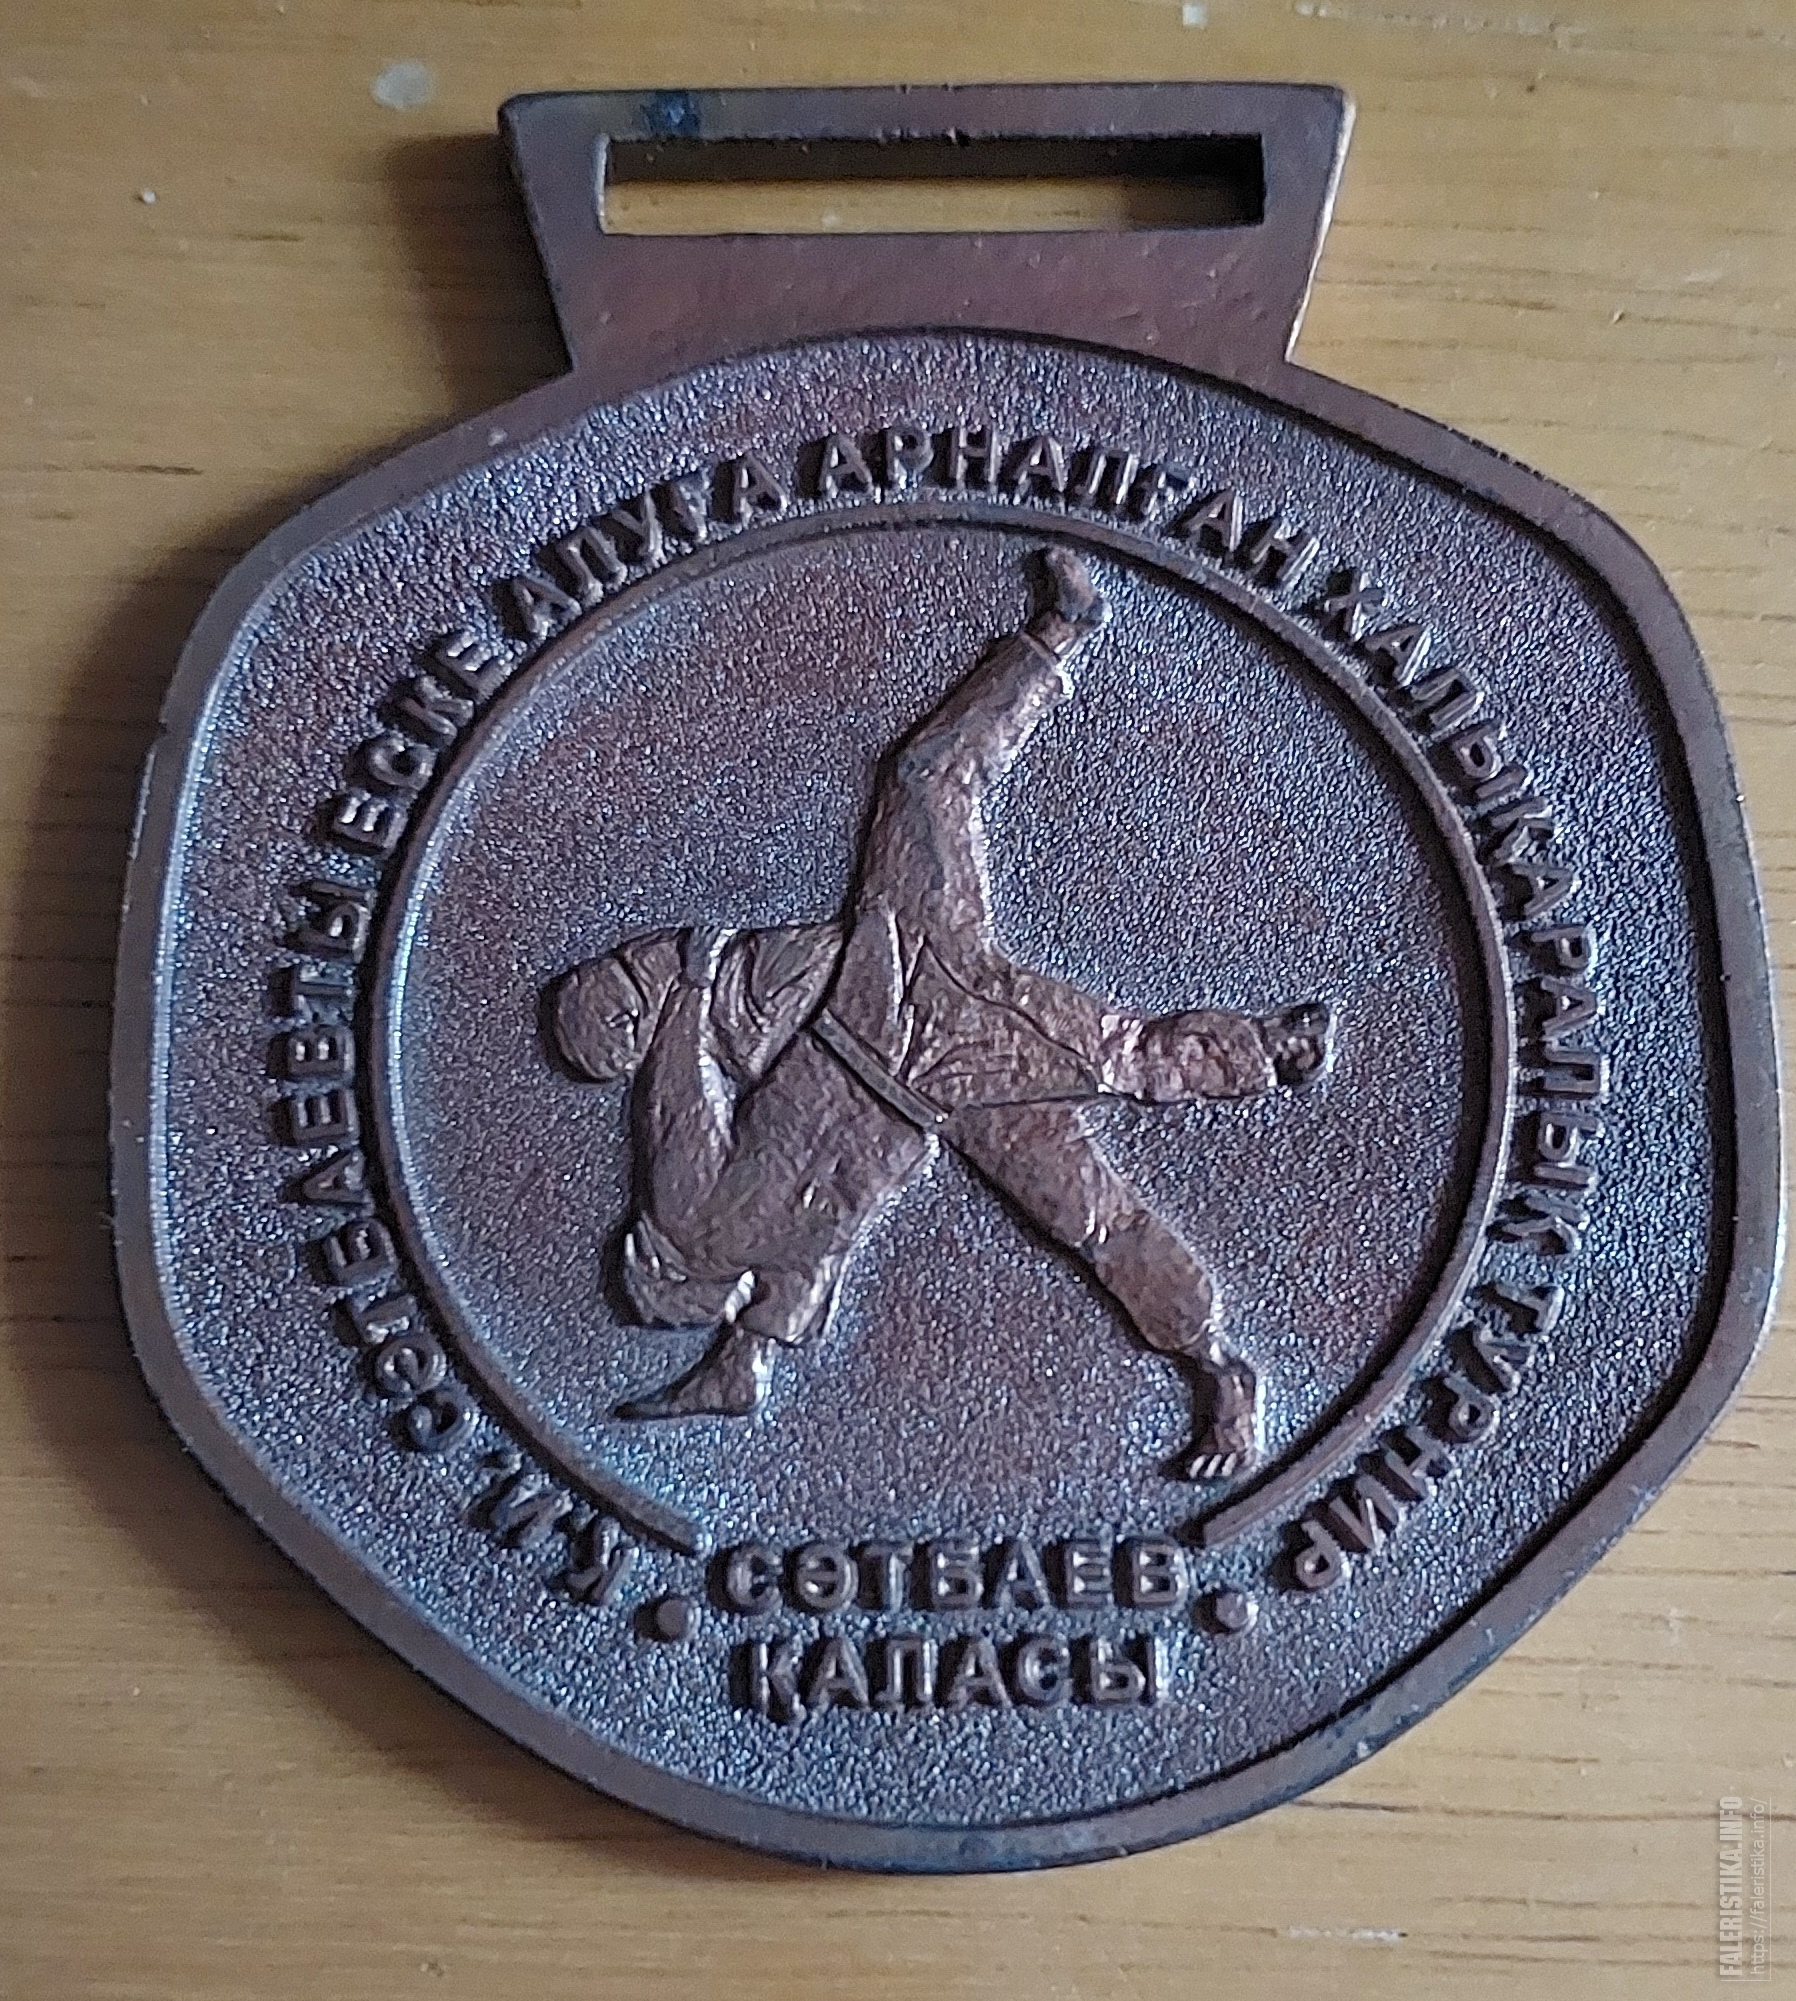 Қ.И. СӘТБАЕВТЫ ЕСКЕ АЛУҒА АРНАЛҒАН ХАЛЫҚАРАЛЫҚ ТУРНИР
• СӘТБАЕВ •
ҚАЛАСЫ
FALERISTIKA.INFO
https://faleristika.info/